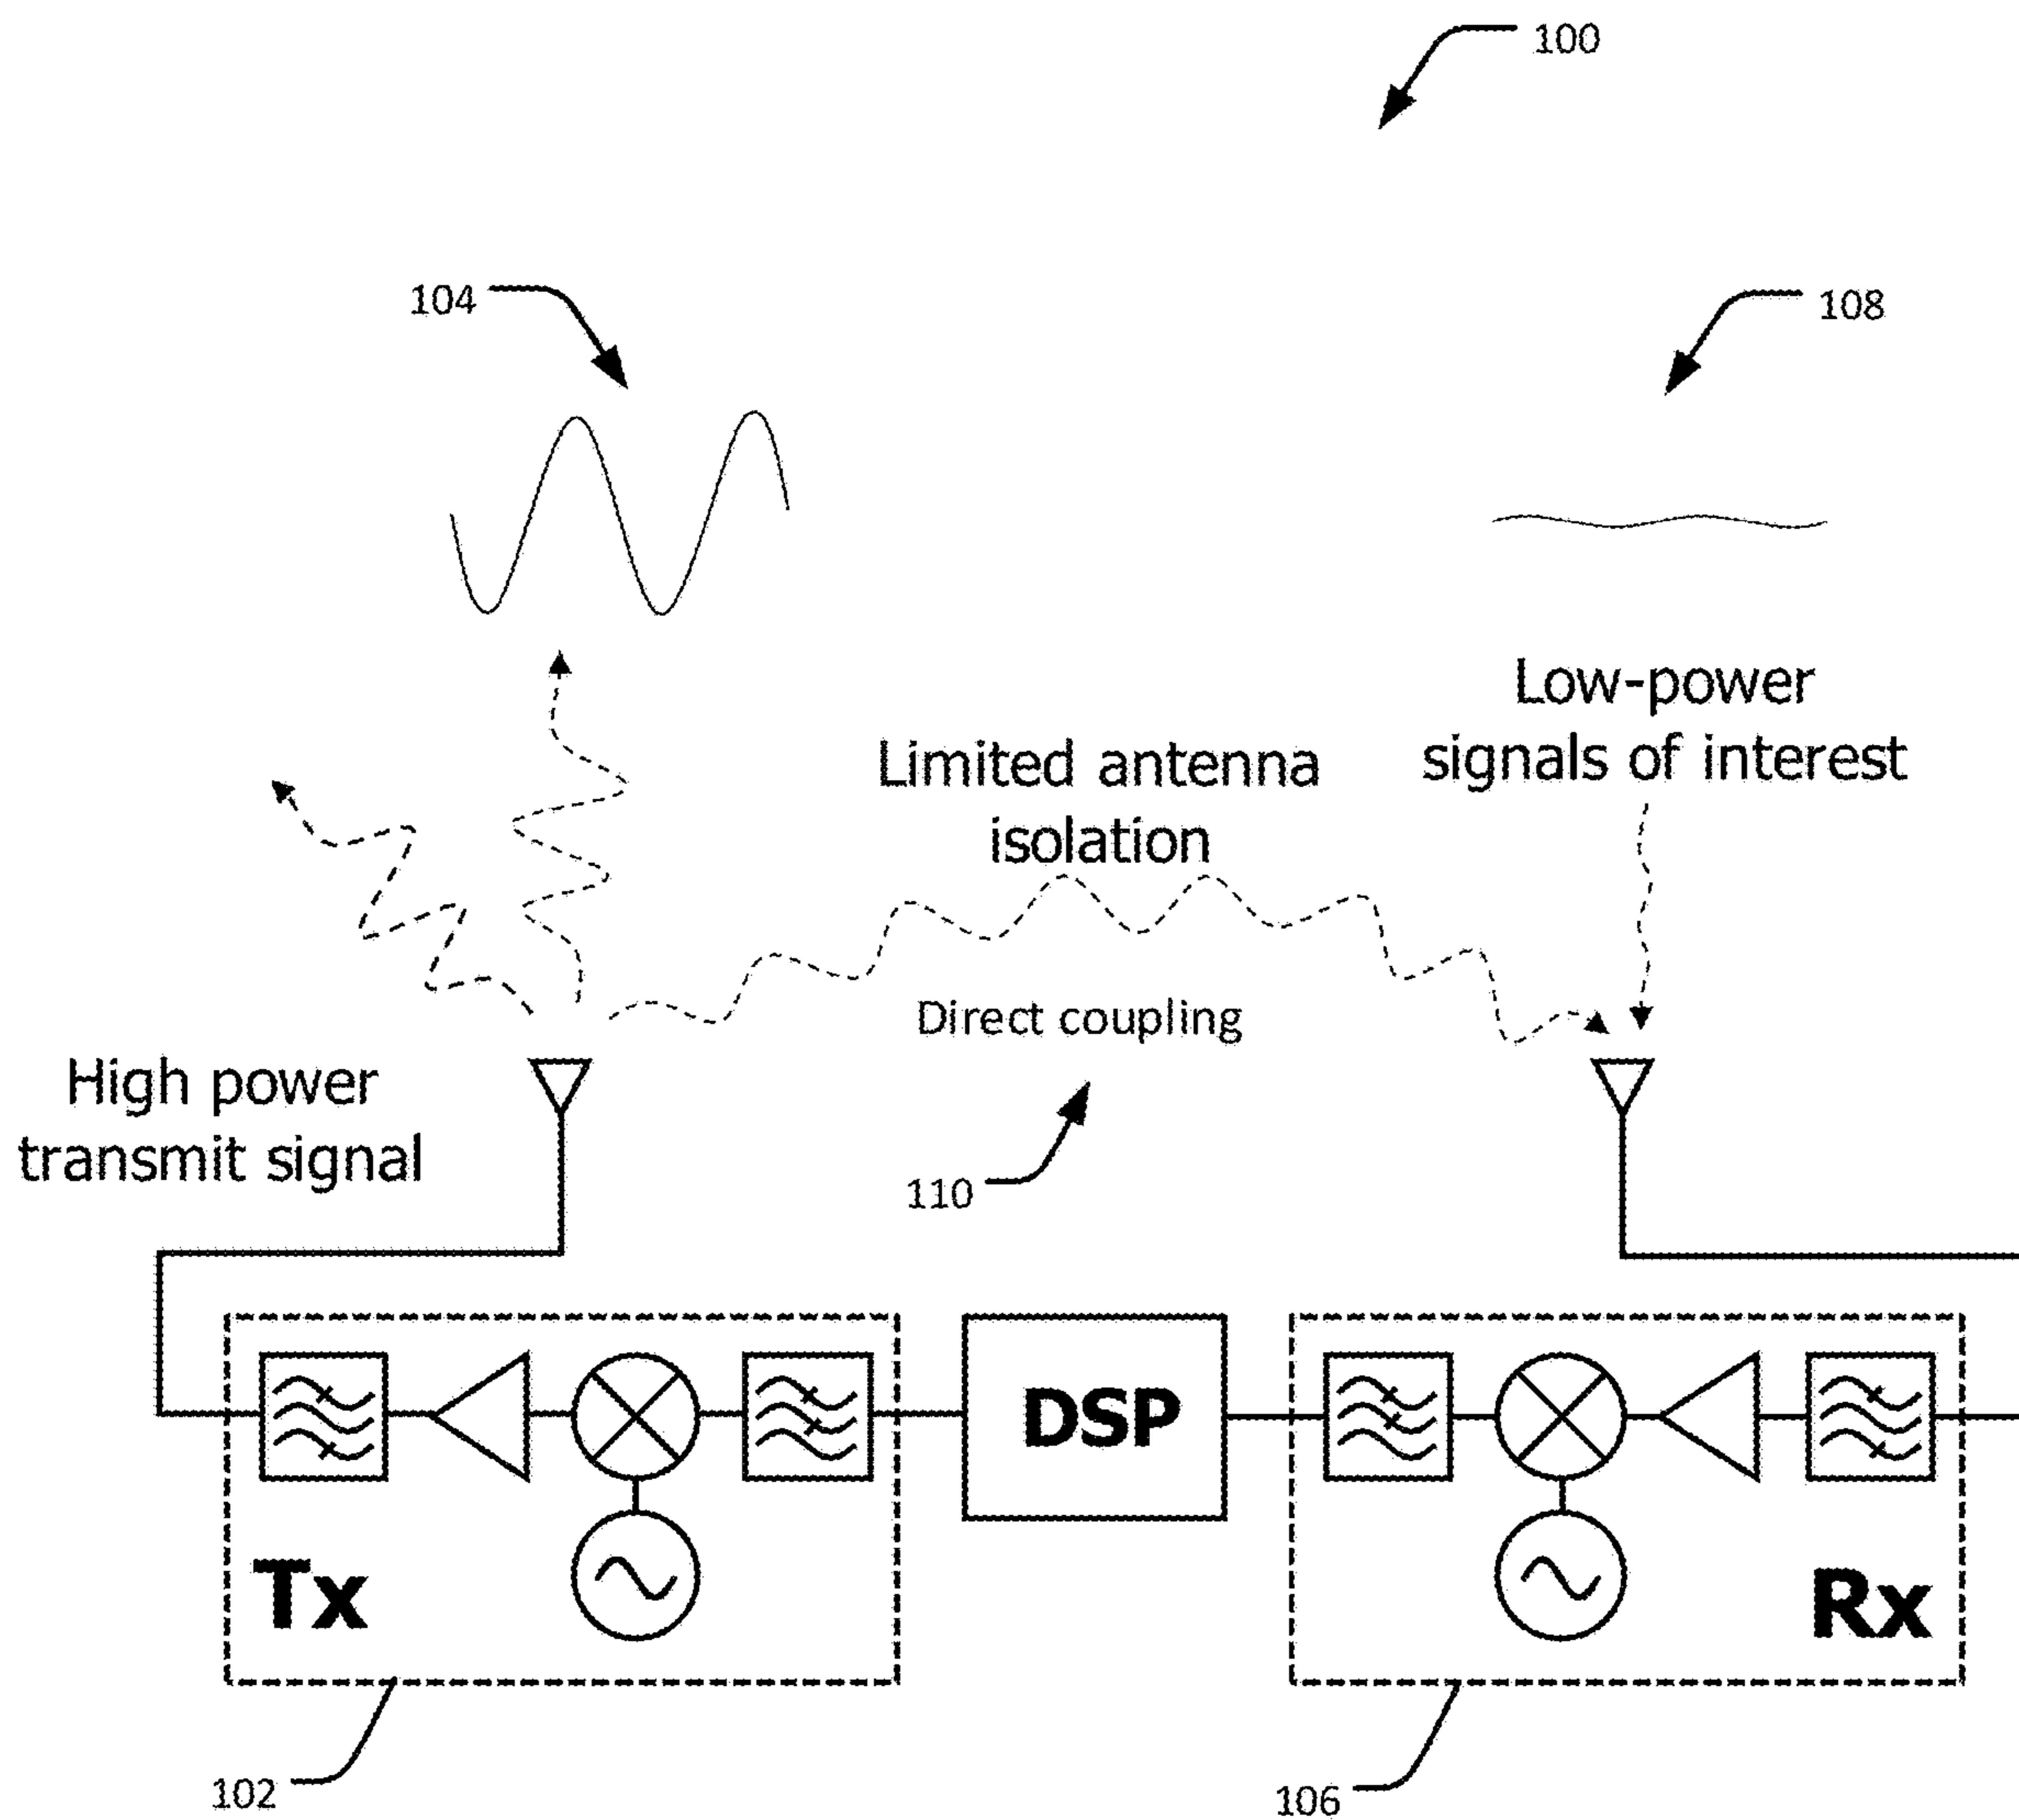 100
104
108
Low-power
signals of interest
Limited antenna
isolation
Direct coupling
High power
transmit signal
110
DSP
Tx
Rx
102
106